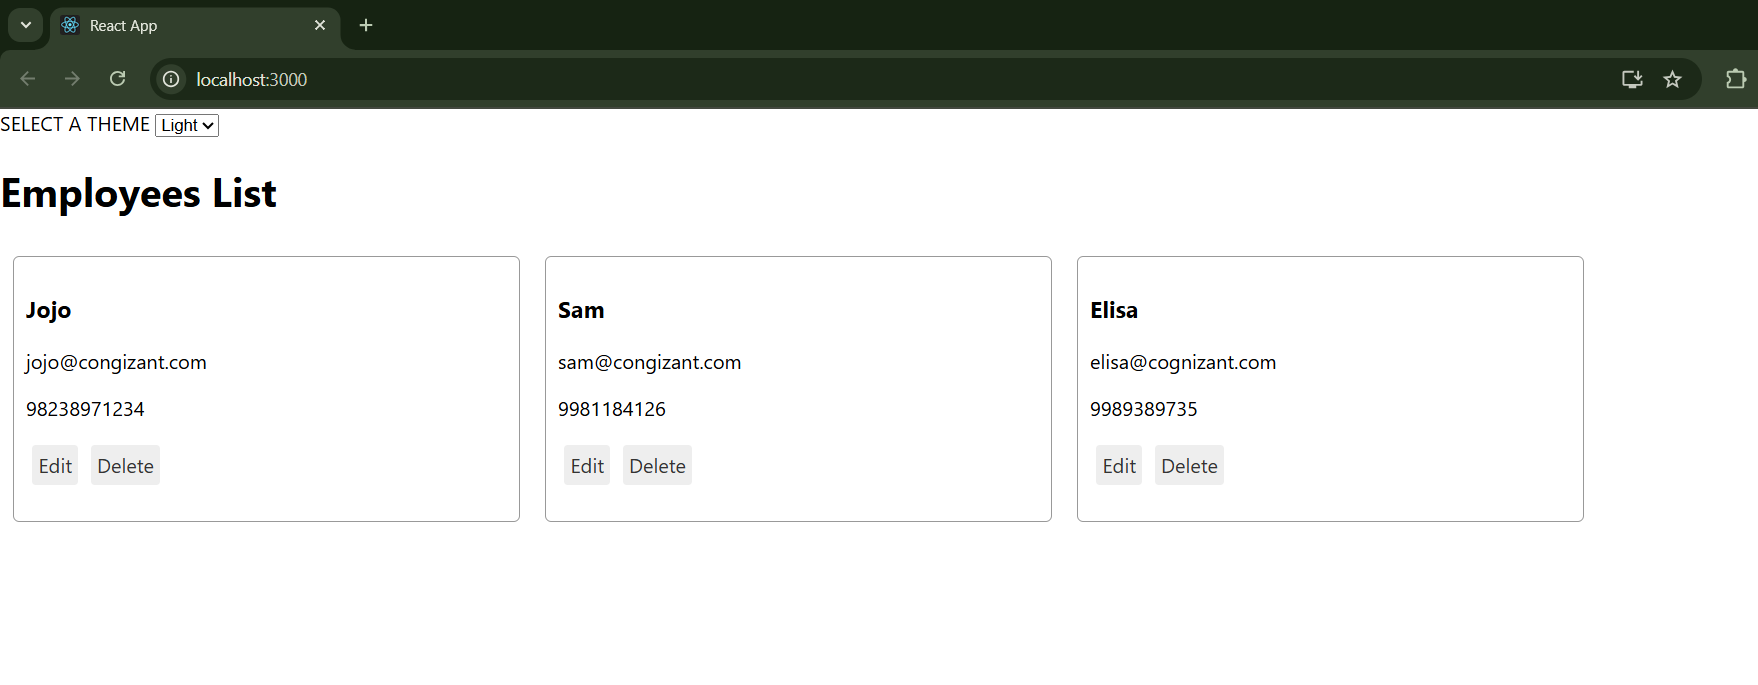 React App
localhost:3000
SELECT A THEME Light
Employees List
Jojo
jojo@congizant.com
98238971234
Edit Delete
Sam
sam@congizant.com
9981184126
Edit Delete
Elisa
elisa@cognizant.com
9989389735
Edit Delete